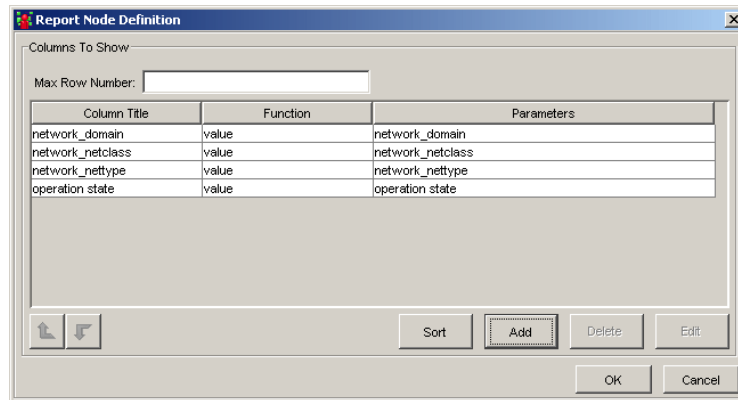 Report Node Definition
Columns To Show
Max Row Number:
Column Title Function Parameters
network_domain value network_domain
network_netclass value network_netclass
network_nettype value network_nettype
operation state value operation state
Sort Add Delete Edit
OK Cancel